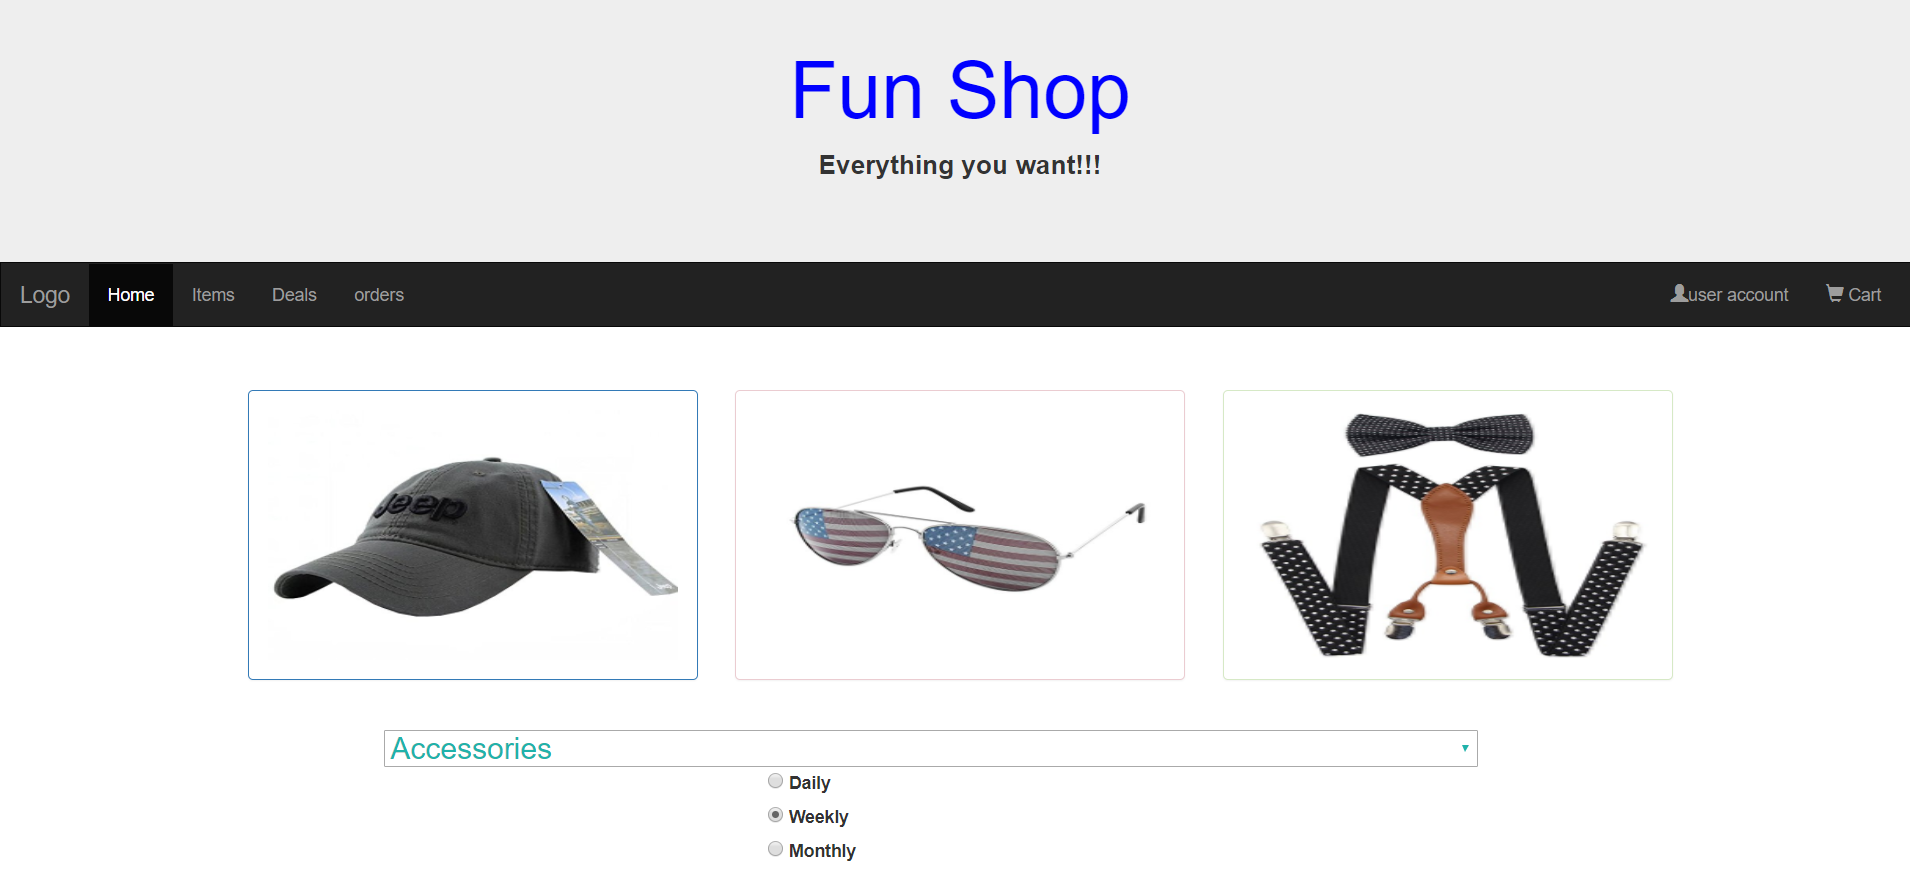 Fun Shop
Everything you want!!!
Logo Home Items Deals orders user account Cart
Jeep
Accessories
Daily
Weekly
Monthly